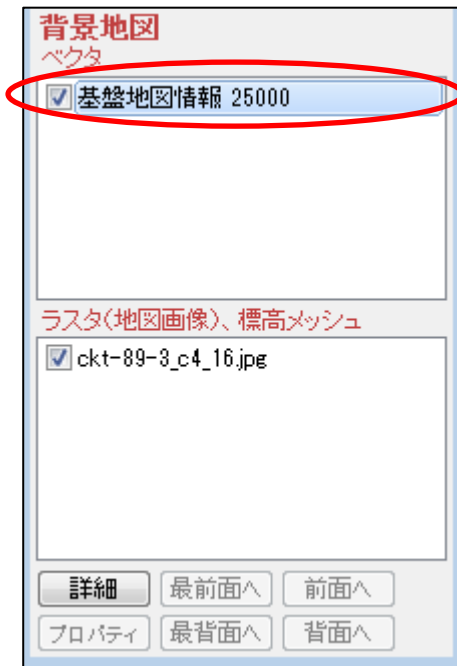 背景地図
ベクタ
基盤地図情報 25000
ラスタ(地図画像)、標高メッシュ
ckt-89-3_c4_16.jpg
詳細 最前面へ 前面へ
プロパティ 最背面へ 背面へ